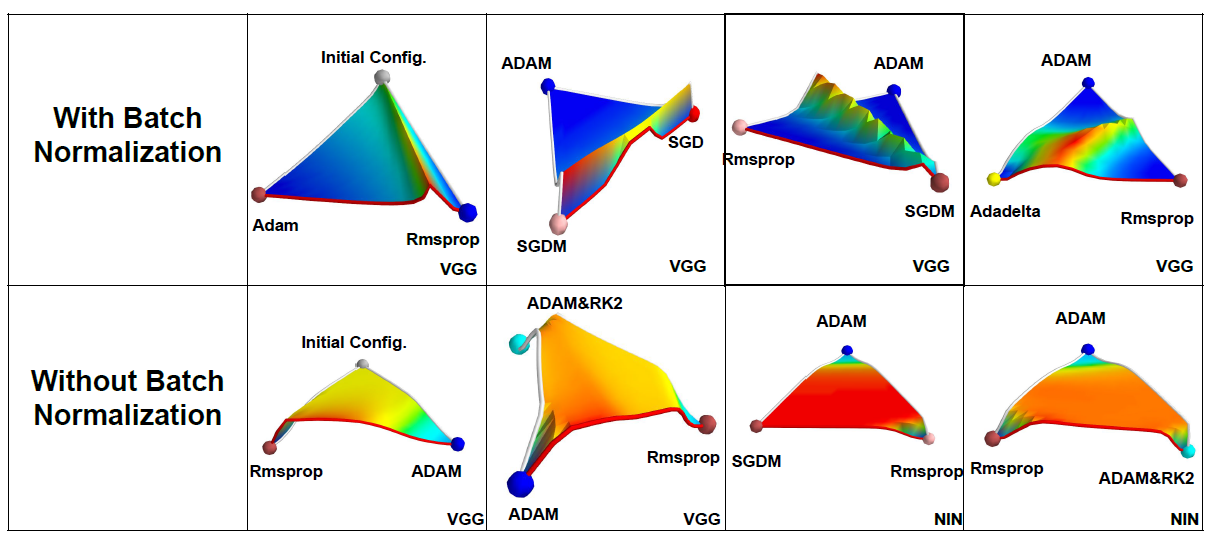 With Batch
Normalization
Initial Config.
Adam
Rmsprop
VGG
ADAM
SGD
SGDM
VGG
ADAM
Rmsprop
SGDM
VGG
ADAM
Adadelta
Rmsprop
VGG
Without Batch
Normalization
Initial Config.
Rmsprop
ADAM
VGG
ADAM&RK2
Rmsprop
ADAM
VGG
ADAM
SGDM
Rmsprop
NIN
ADAM
Rmsprop
ADAM&RK2
NIN